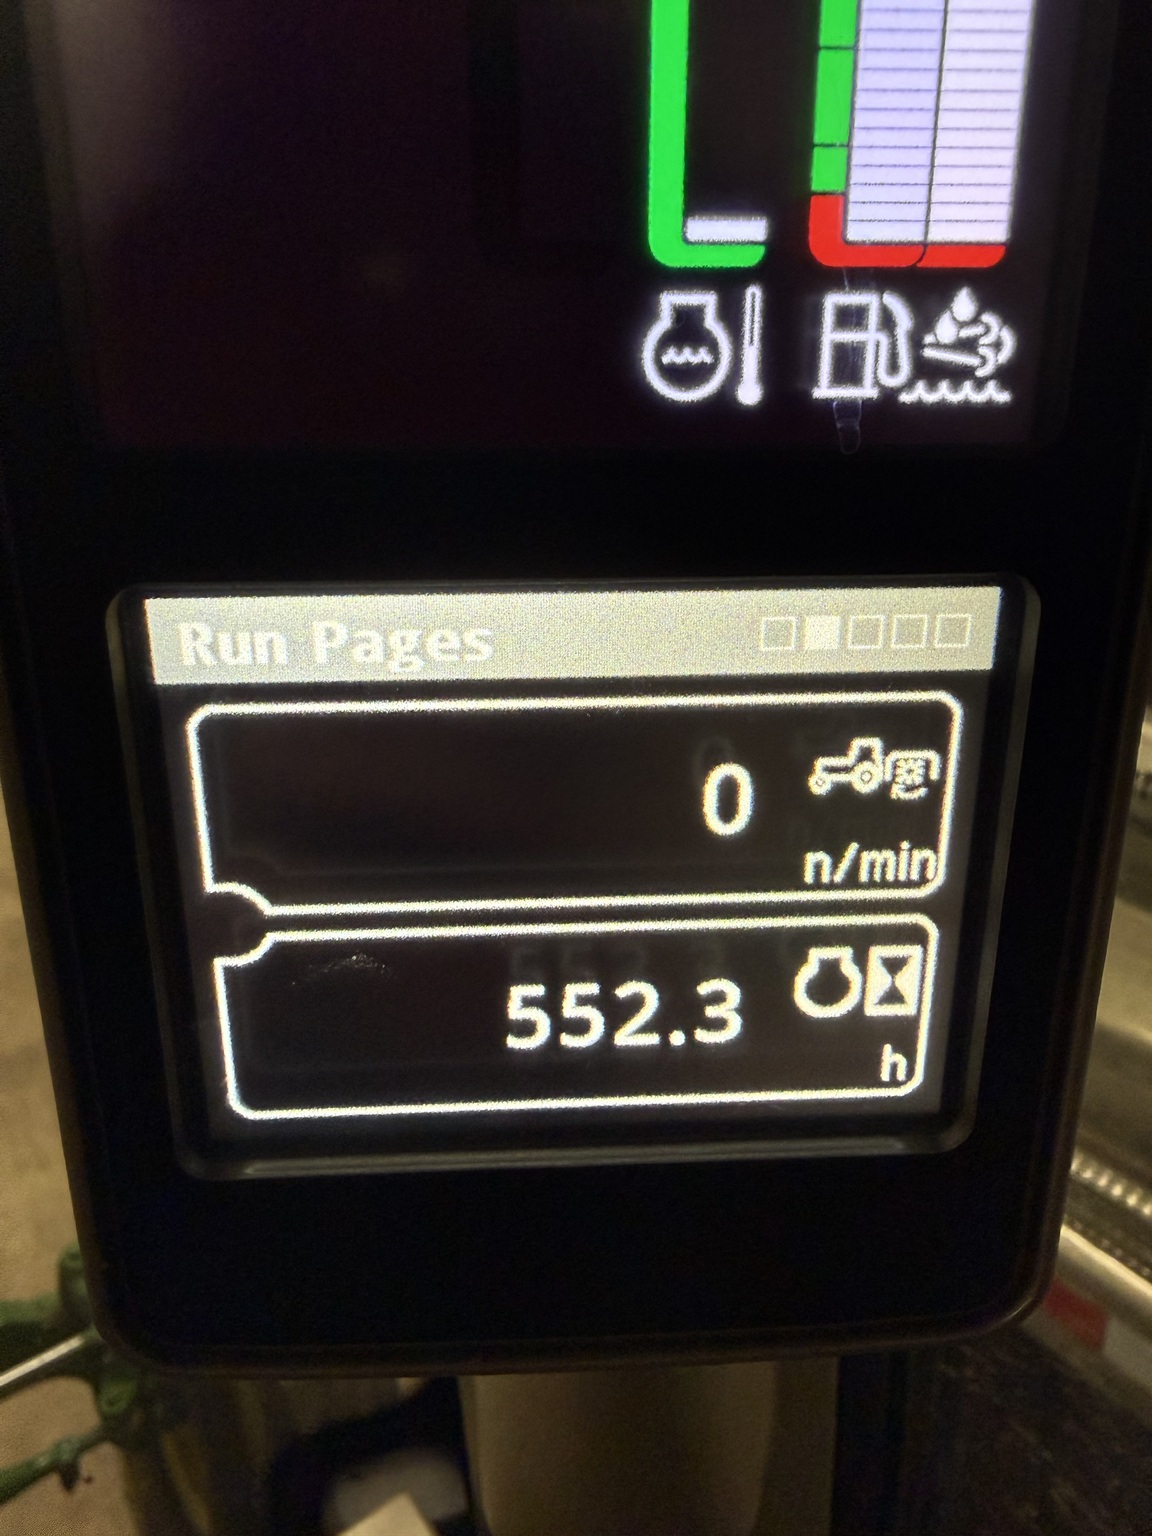 Run Pages
0
n/min
552.3
h